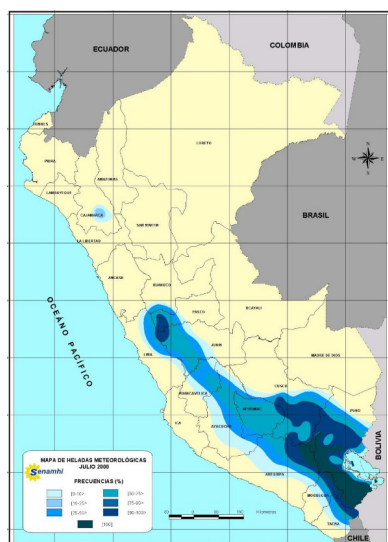 ECUADOR
COLOMBIA
TUMBES
LORETO
PIURA
AMAZONAS
LAMBAYEQUE
CAJAMARCA
SAN MARTIN
BRASIL
LA LIBERTAD
ANCASH
HUANUCO
UCAYALI
PASCO
OCEÁNO PACÍFICO
LIMA
JUNIN
MADRE DE DIOS
CUSCO
HUANCAVELICA
ICA
APURIMAC
AYACUCHO
PUNO
BOLIVIA
AREQUIPA
MOQUEGUA
TACNA
CHILE
MAPA DE HELADAS METEOROLÓGICAS
JULIO 2000
Senamhi
FRECUENCIAS (%)
[100]